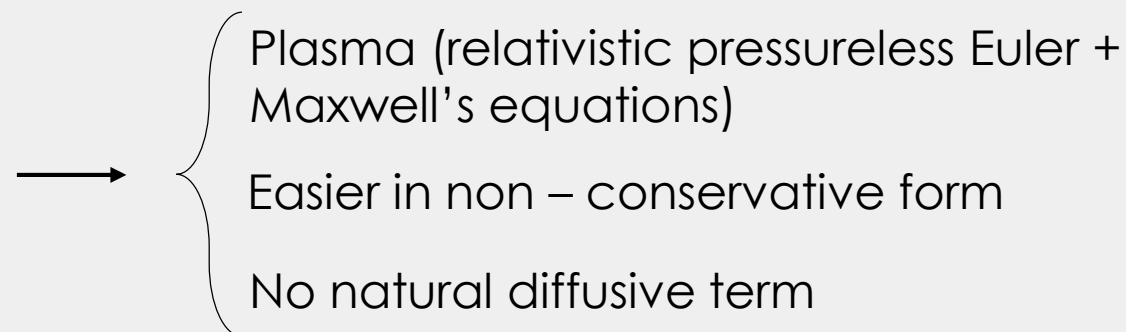 Plasma (relativistic pressureless Euler +
Maxwell’s equations)
Easier in non – conservative form
No natural diffusive term